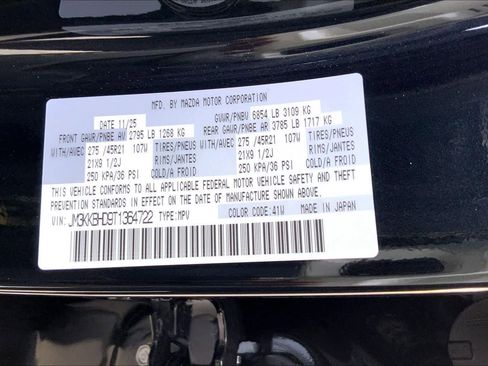 MFD. BY MAZDA MOTOR CORPORATION
DATE 11/25 GVWR/PNBV 6854 LB 3109 KG
FRONT GAWR/PNBE AV 2795 LB 1268 KG REAR GAWR/PNBE AR 3785 LB 1717 KG
WITH/AVEC 275 /45R21 107W TIRES/PNEUS WITH/AVEC 275 /45R21 107W TIRES/PNEUS
21X9 1/2J RIMS/JANTES 21X9 1/2J RIMS/JANTES
250 KPA/36 PSI COLD/A FROID 250 KPA/36 PSI COLD/A FROID
THIS VEHICLE CONFORMS TO ALL APPLICABLE FEDERAL MOTOR VEHICLE SAFETY AND THEFT
PREVENTION STANDARDS IN EFFECT ON THE DATE OF MANUFACTURE SHOWN ABOVE.
VIN: JM3KKBHD9T1364722 TYPE:MPV
COLOR CODE:41W MADE IN JAPAN